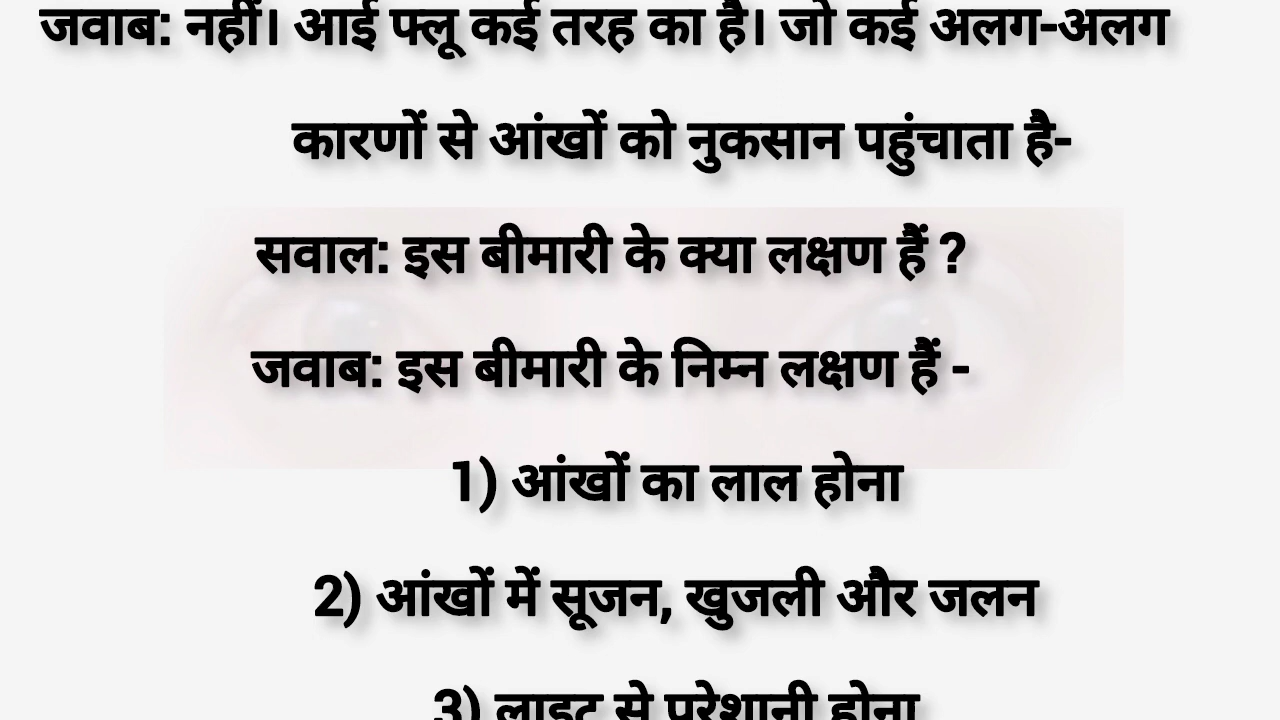 जवाब: नहीं। आई फ्लू कई तरह का है। जो कई अलग-अलग
कारणों से आंखों को नुकसान पहुंचाता है-
सवाल: इस बीमारी के क्या लक्षण हैं ?
जवाब: इस बीमारी के निम्न लक्षण हैं -
1) आंखों का लाल होना
2) आंखों में सूजन, खुजली और जलन
3) लाइट से परेशानी होना